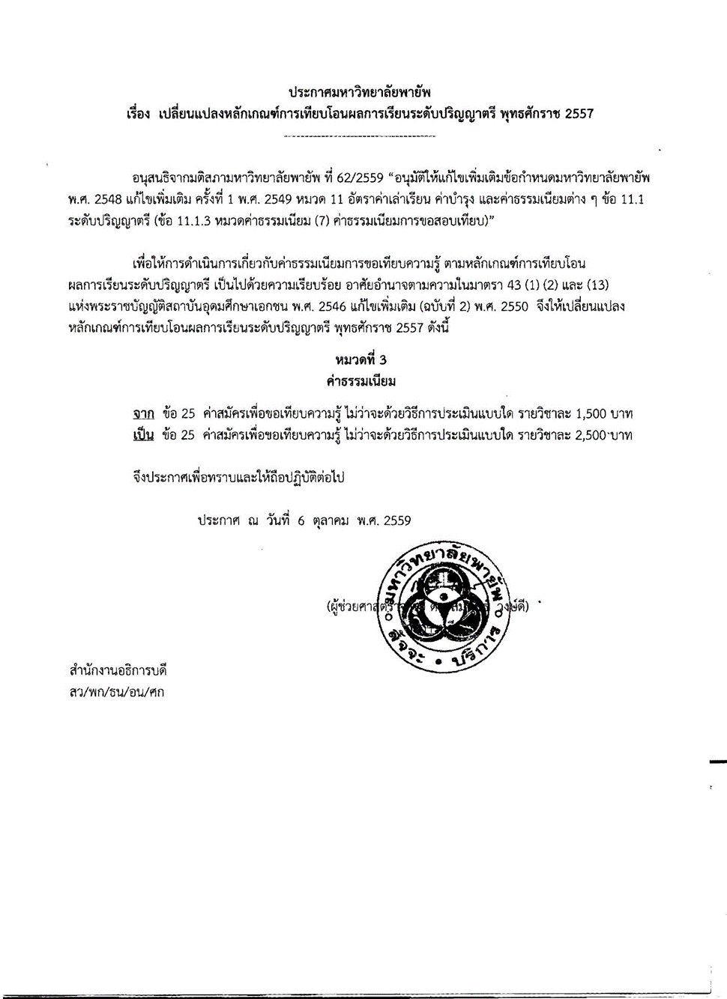 ประกาศมหาวิทยาลัยพายัพ
เรื่อง เปลี่ยนแปลงหลักเกณฑ์การเทียบโอนผลการเรียนระดับปริญญาตรี พุทธศักราช 2557
อนุสนธิจากมติสภามหาวิทยาลัยพายัพ ที่ 62/2559 “อนุมัติให้แก้ไขเพิ่มเติมข้อกำหนดมหาวิทยาลัยพายัพ
พ.ศ. 2548 แก้ไขเพิ่มเติม ครั้งที่ 1 พ.ศ. 2549 หมวด 11 อัตราค่าเล่าเรียน ค่าบำรุง และค่าธรรมเนียมต่าง ๆ ข้อ 11.1
ระดับปริญญาตรี (ข้อ 11.1.3 หมวดค่าธรรมเนียม (7) ค่าธรรมเนียมการขอสอบเทียบ)”
เพื่อให้การดำเนินการเกี่ยวกับค่าธรรมเนียมการขอเทียบความรู้ ตามหลักเกณฑ์การเทียบโอน
ผลการเรียนระดับปริญญาตรี เป็นไปด้วยความเรียบร้อย อาศัยอำนาจตามความในมาตรา 43 (1) (2) และ (13)
แห่งพระราชบัญญัติสถาบันอุดมศึกษาเอกชน พ.ศ. 2546 แก้ไขเพิ่มเติม (ฉบับที่ 2) พ.ศ. 2550 จึงให้เปลี่ยนแปลง
หลักเกณฑ์การเทียบโอนผลการเรียนระดับปริญญาตรี พุทธศักราช 2557 ดังนี้
หมวดที่ 3
ค่าธรรมเนียม
จาก ข้อ 25 ค่าสมัครเพื่อขอเทียบความรู้ ไม่ว่าจะด้วยวิธีการประเมินแบบใด รายวิชาละ 1,500 บาท
เป็น ข้อ 25 ค่าสมัครเพื่อขอเทียบความรู้ ไม่ว่าจะด้วยวิธีการประเมินแบบใด รายวิชาละ 2,500 บาท
จึงประกาศเพื่อทราบและให้ถือปฏิบัติต่อไป
ประกาศ ณ วันที่ 6 ตุลาคม พ.ศ. 2559
มหาวิทยาลัยพายัพ
วงษ์ดี)
สัจจะ • บริการ
สำนักงานอธิการบดี
สว/พก/ธน/อน/ศก